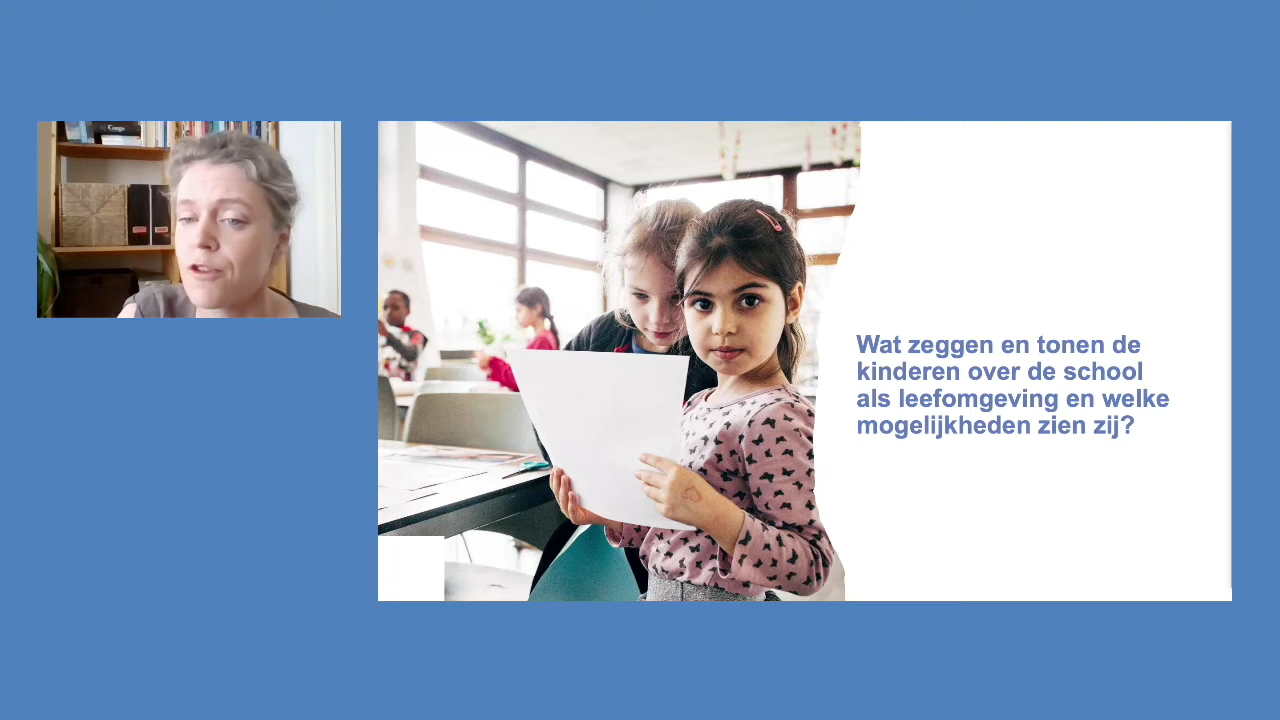 Wat zeggen en tonen de
kinderen over de school
als leefomgeving en welke
mogelijkheden zien zij?